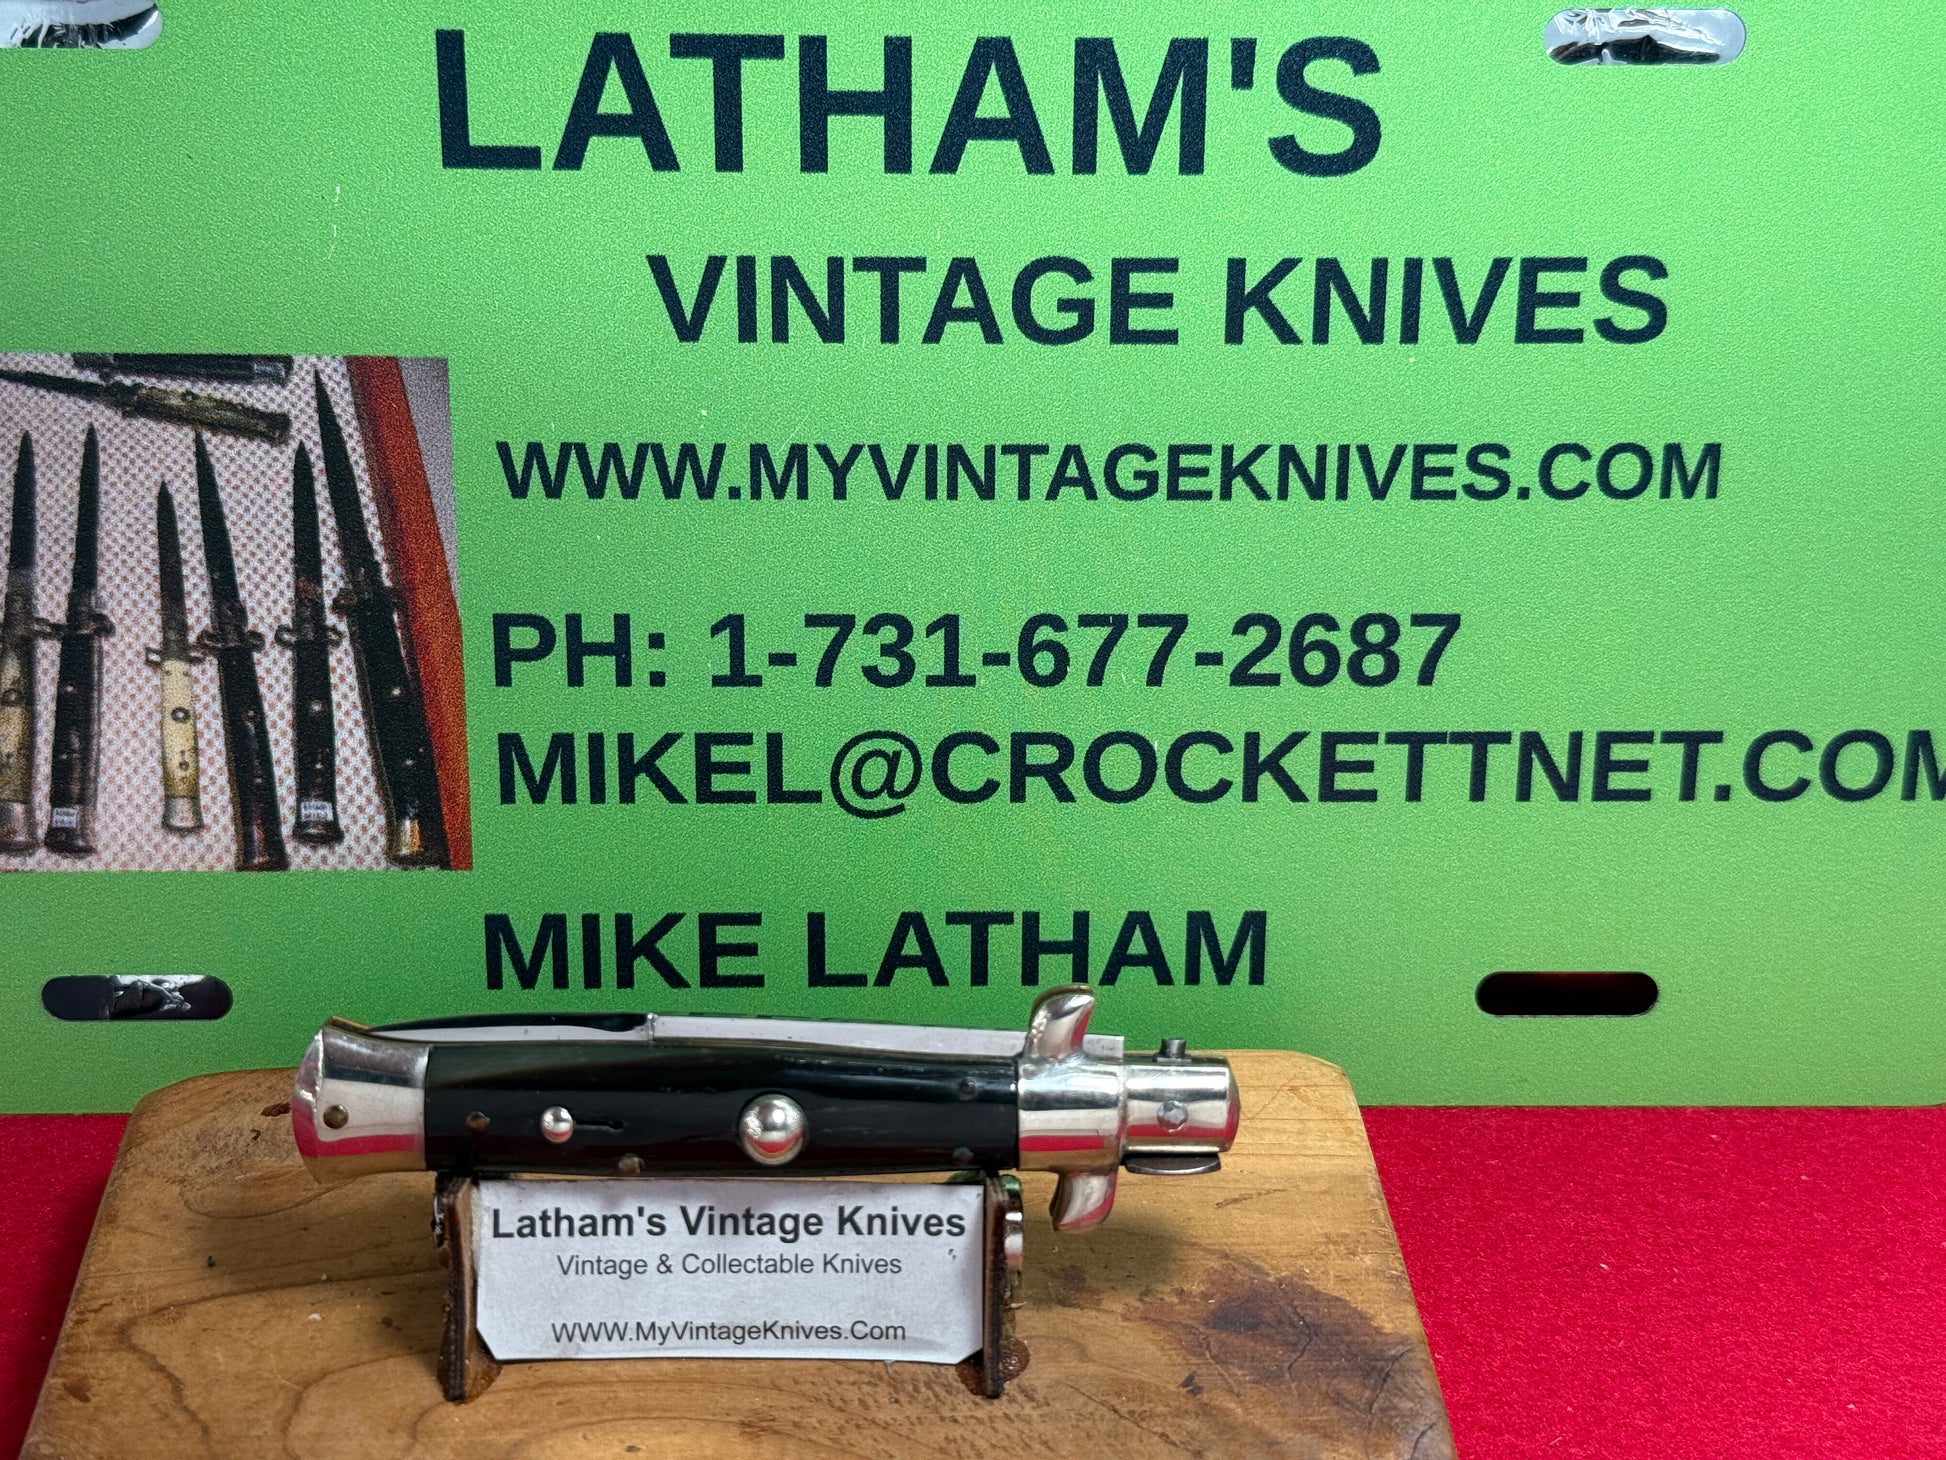 LATHAM'S
VINTAGE KNIVES
WWW.MYVINTAGEKNIVES.COM
PH: 1-731-677-2687
MIKEL@CROCKETTNET.COM
MIKE LATHAM
Latham's Vintage Knives
Vintage & Collectable Knives
WWW.MyVintageKnives.Com